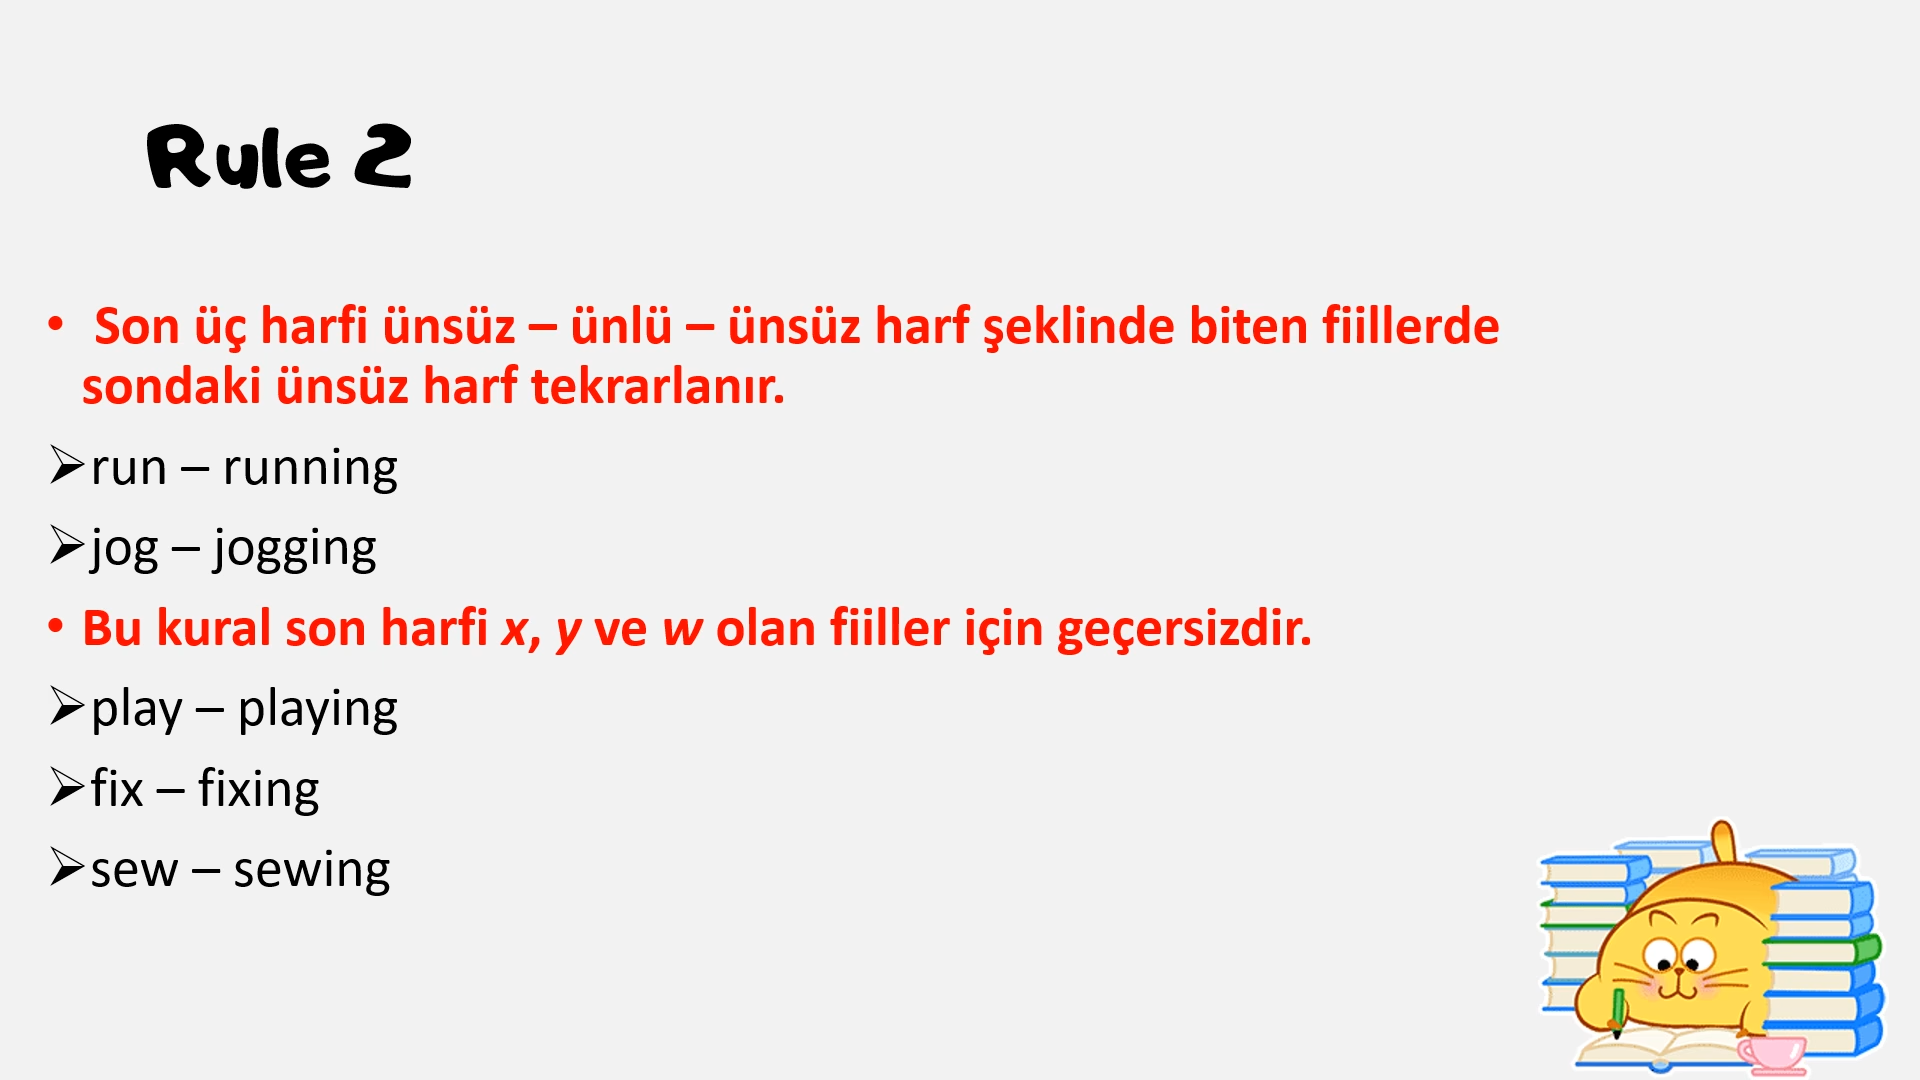 Rule 2
• Son üç harfi ünsüz – ünlü – ünsüz harf şeklinde biten fiillerde
sondaki ünsüz harf tekrarlanır.
➢run – running
➢jog – jogging
• Bu kural son harfi x, y ve w olan fiiller için geçersizdir.
➢play – playing
➢fix – fixing
➢sew – sewing